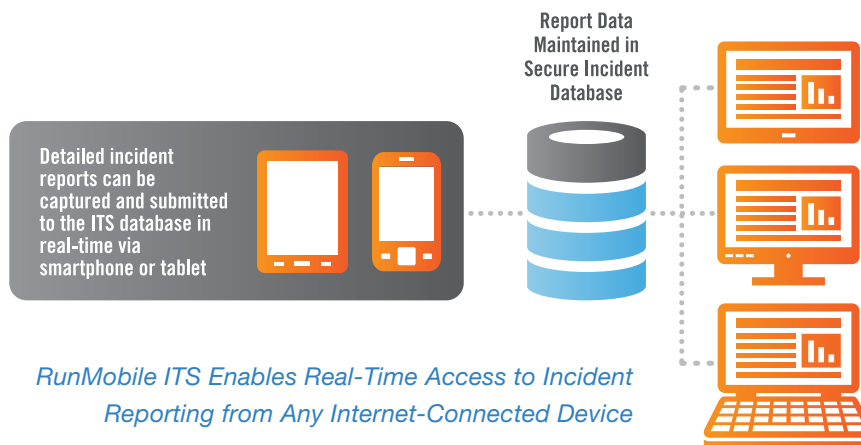 Report Data
Maintained in
Secure Incident
Database
Detailed incident
reports can be
captured and submitted
to the ITS database in
real-time via
smartphone or tablet
RunMobile ITS Enables Real-Time Access to Incident
Reporting from Any Internet-Connected Device